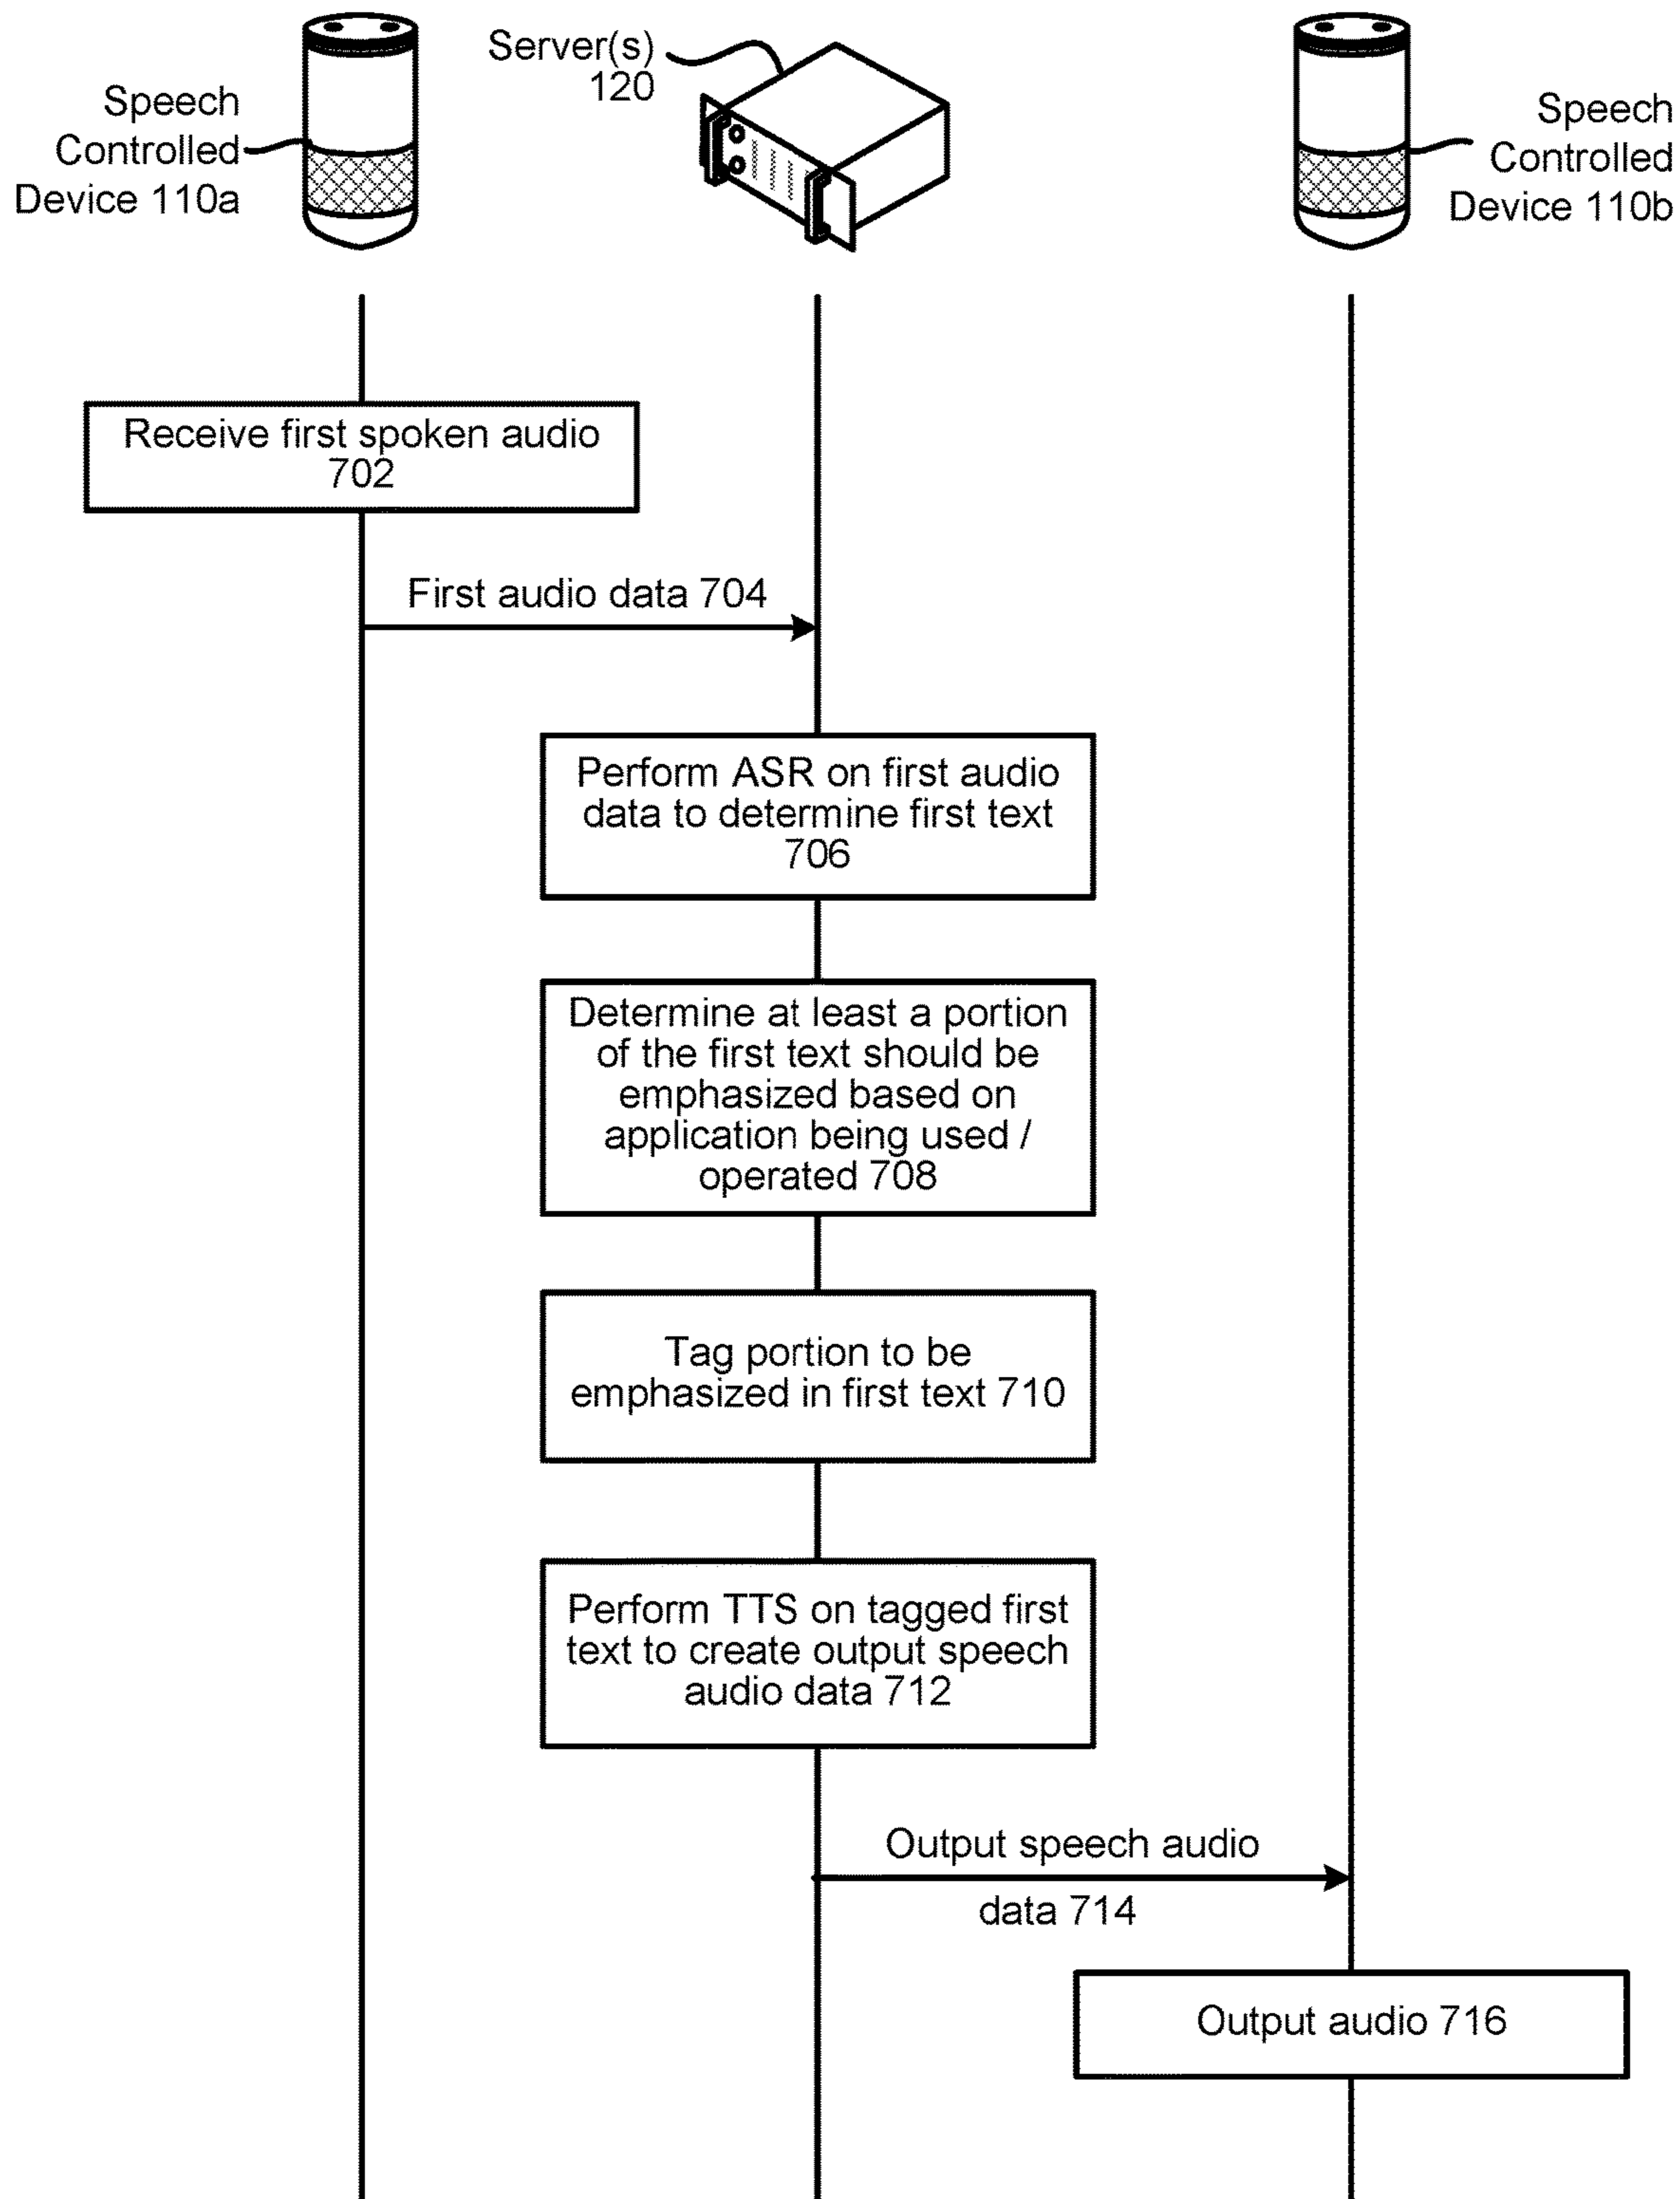 Speech
Controlled
Device 110a
Server(s)
120
Speech
Controlled
Device 110b
Receive first spoken audio
702
First audio data 704
Perform ASR on first audio
data to determine first text
706
Determine at least a portion
of the first text should be
emphasized based on
application being used /
operated 708
Tag portion to be
emphasized in first text 710
Perform TTS on tagged first
text to create output speech
audio data 712
Output speech audio
data 714
Output audio 716